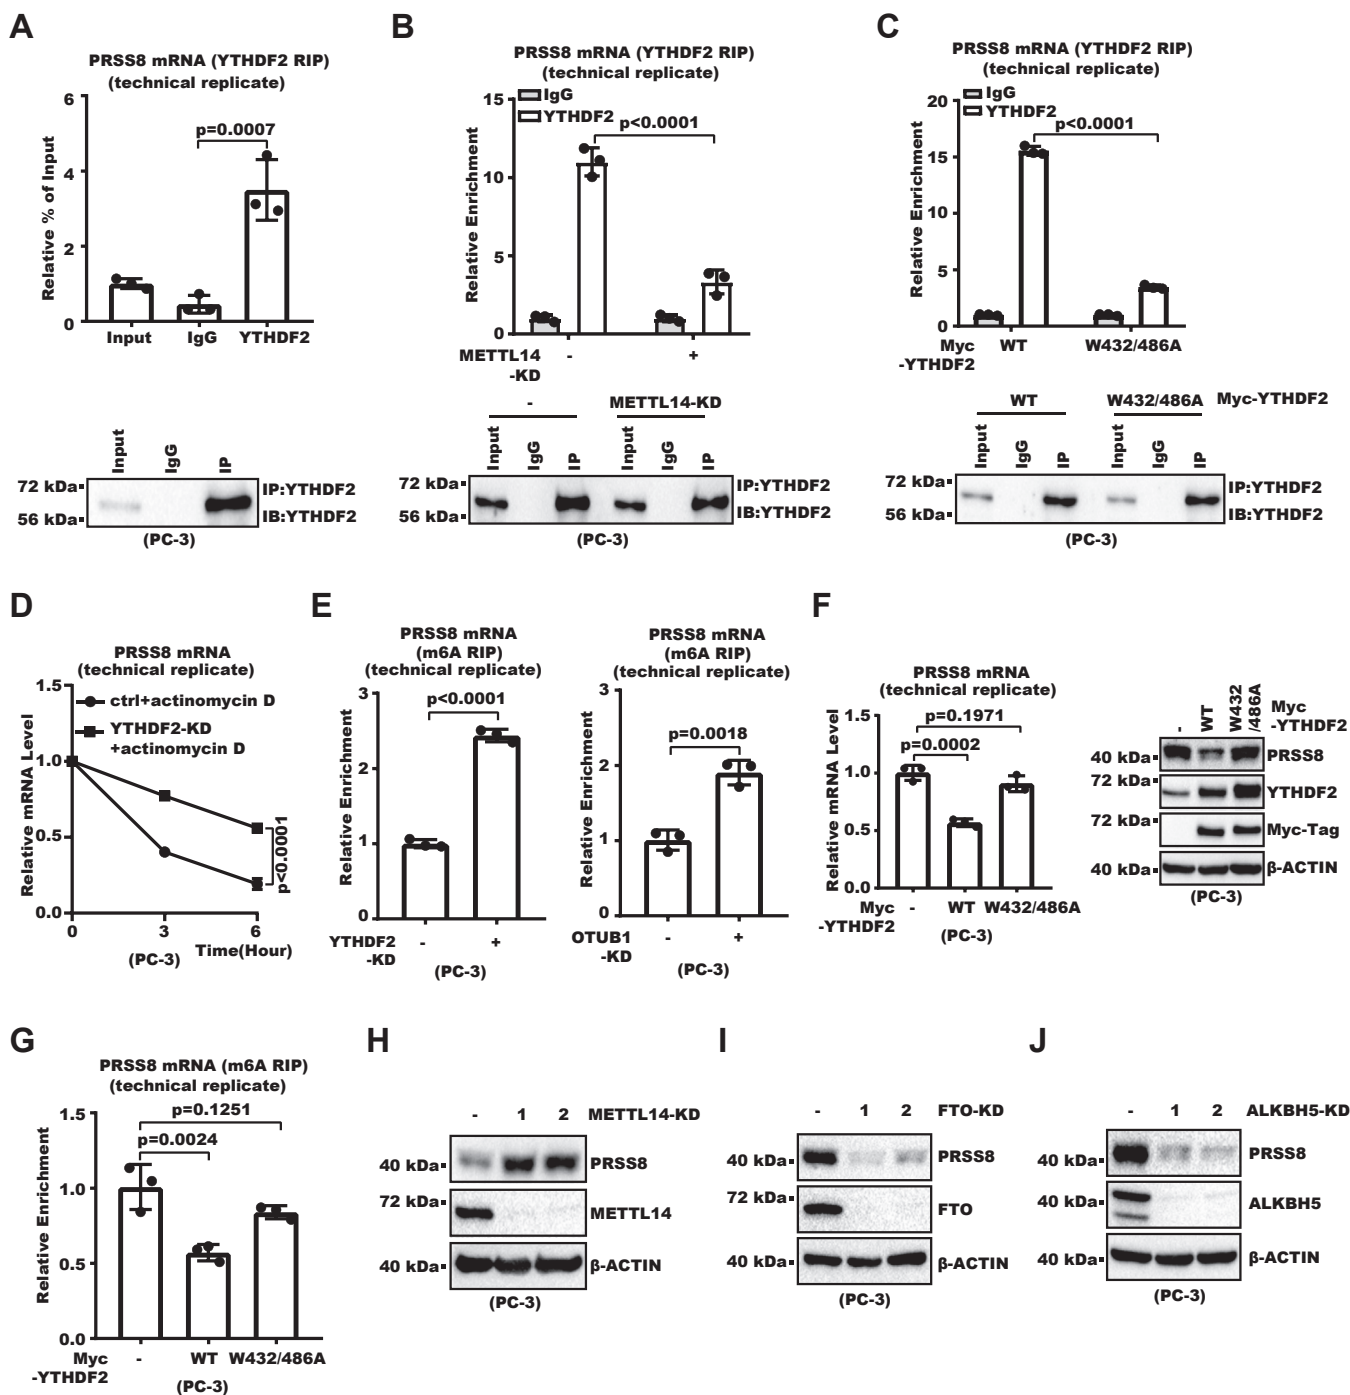 A
PRSS8 mRNA (YTHDF2 RIP)
(technical replicate)
Relative % of Input
6
4
2
0
p=0.0007
Input IgG YTHDF2
Input IgG IP
72 kDa
56 kDa
IP:YTHDF2
IB:YTHDF2
(PC-3)
B
PRSS8 mRNA (YTHDF2 RIP)
(technical replicate)
IgG
YTHDF2
Relative Enrichment
15
10
5
0
p<0.0001
METTL14 - +
-KD
- METTL14-KD
Input IgG IP Input IgG IP
72 kDa
56 kDa
IP:YTHDF2
IB:YTHDF2
(PC-3)
C
PRSS8 mRNA (YTHDF2 RIP)
(technical replicate)
IgG
YTHDF2
Relative Enrichment
20
15
10
5
0
p<0.0001
Myc WT W432/486A
-YTHDF2
WT W432/486A Myc-YTHDF2
Input IgG IP Input IgG IP
72 kDa
56 kDa
IP:YTHDF2
IB:YTHDF2
(PC-3)
D
PRSS8 mRNA
(technical replicate)
ctrl+actinomycin D
YTHDF2-KD
+actinomycin D
Relative mRNA Level
1.5
1.0
0.5
0.0
p<0.0001
0 3 6
Time(Hour)
(PC-3)
E
PRSS8 mRNA
(m6A RIP)
(technical replicate)
Relative Enrichment
3
2
1
0
p<0.0001
YTHDF2 - +
-KD
(PC-3)
PRSS8 mRNA
(m6A RIP)
(technical replicate)
Relative Enrichment
3
2
1
0
p=0.0018
OTUB1 - +
-KD
(PC-3)
F
PRSS8 mRNA
(technical replicate)
Relative mRNA Level
1.5
1.0
0.5
0.0
p=0.1971
p=0.0002
Myc - WT W432/486A
-YTHDF2
(PC-3)
- WT W432
/486A
Myc
-YTHDF2
40 kDa PRSS8
72 kDa YTHDF2
72 kDa Myc-Tag
40 kDa β-ACTIN
(PC-3)
G
PRSS8 mRNA (m6A RIP)
(technical replicate)
Relative Enrichment
1.5
1.0
0.5
0.0
p=0.1251
p=0.0024
Myc - WT W432/486A
-YTHDF2
(PC-3)
H
- 1 2 METTL14-KD
40 kDa PRSS8
72 kDa METTL14
40 kDa β-ACTIN
(PC-3)
I
- 1 2 FTO-KD
40 kDa PRSS8
72 kDa FTO
40 kDa β-ACTIN
(PC-3)
J
- 1 2 ALKBH5-KD
40 kDa PRSS8
40 kDa ALKBH5
40 kDa β-ACTIN
(PC-3)